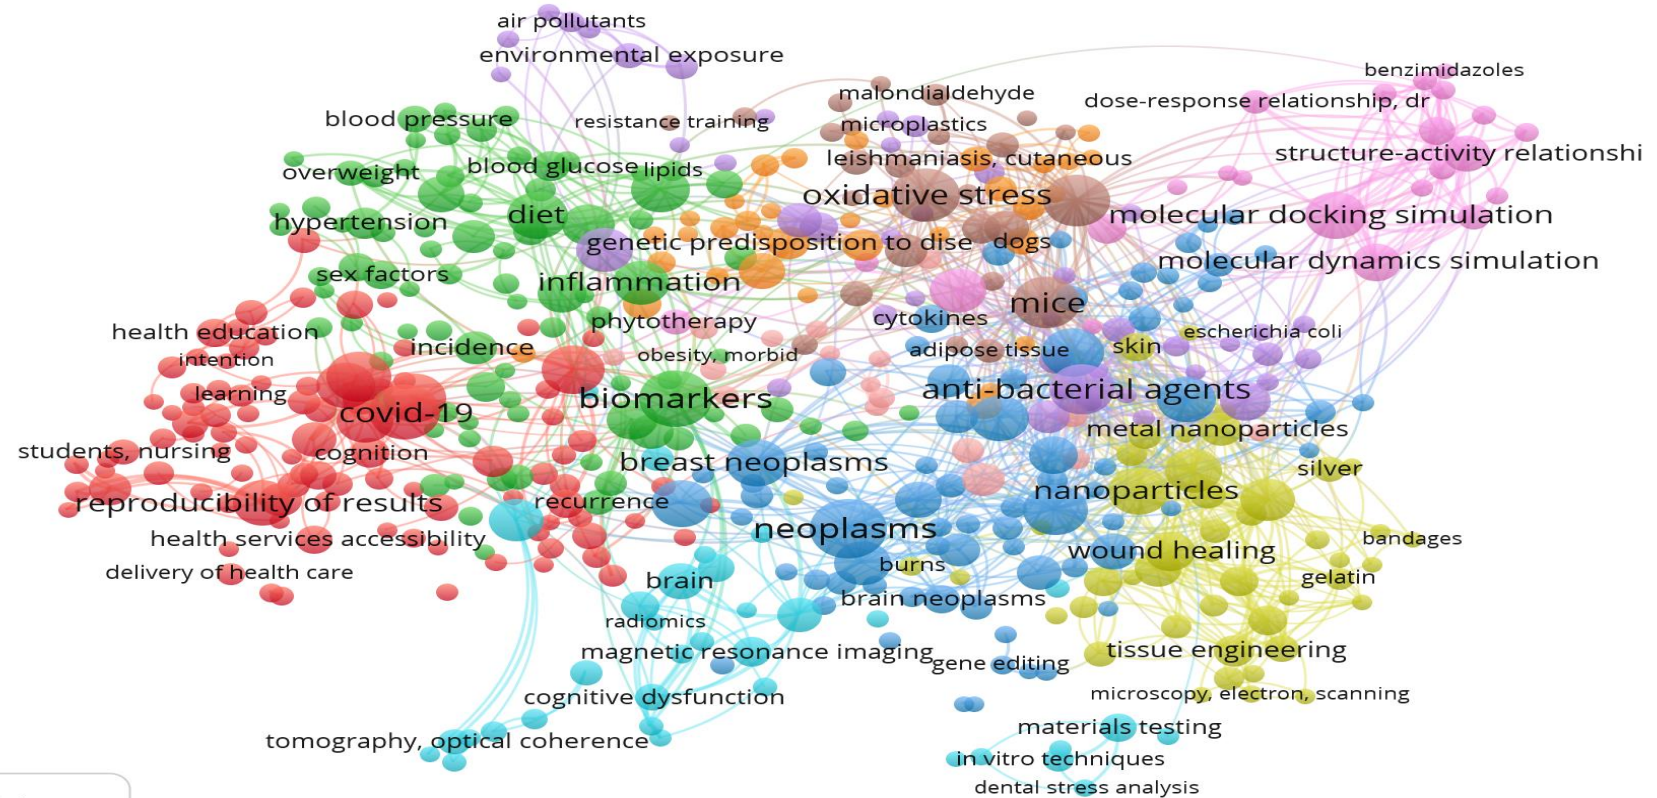 air pollutants
environmental exposure
benzimidazoles
malondialdehyde
dose-response relationship, dr
blood pressure
resistance training
microplastics
structure-activity relationshi
leishmaniasis, cutaneous
overweight
blood glucose
lipids
oxidative stress
hypertension
diet
molecular docking simulation
genetic predisposition to dise
dogs
molecular dynamics simulation
sex factors
inflammation
mice
health education
phytotherapy
cytokines
escherichia coli
intention
incidence
obesity, morbid
adipose tissue
skin
learning
biomarkers
anti-bacterial agents
covid-19
metal nanoparticles
students, nursing
cognition
breast neoplasms
silver
reproducibility of results
recurrence
nanoparticles
health services accessibility
neoplasms
bandages
wound healing
delivery of health care
brain
burns
gelatin
brain neoplasms
radiomics
magnetic resonance imaging
gene editing
tissue engineering
cognitive dysfunction
microscopy, electron, scanning
tomography, optical coherence
materials testing
in vitro techniques
dental stress analysis